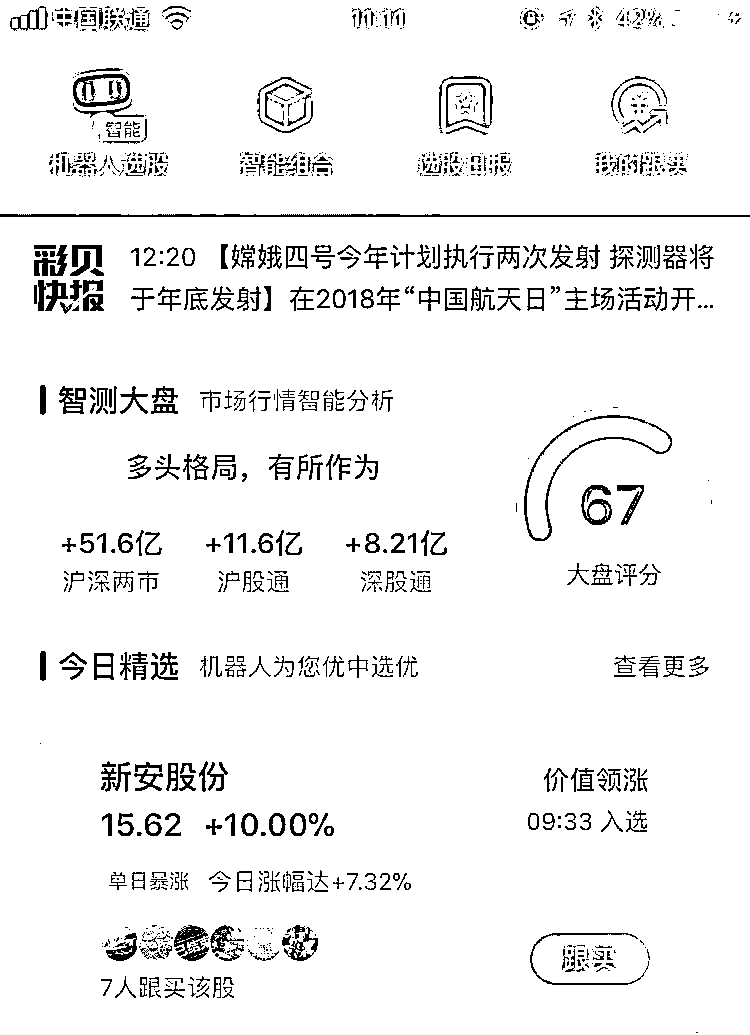 中国联通 11:11 42%
智能
机器人选股 智能组合 选股日报 我的跟买
彩贝
快报
12:20 【嫦娥四号今年计划执行两次发射 探测器将
于年底发射】在2018年“中国航天日”主场活动开...
智测大盘 市场行情智能分析
多头格局，有所作为
67
+51.6亿 +11.6亿 +8.21亿
沪深两市 沪股通 深股通
大盘评分
今日精选 机器人为您优中选优 查看更多
新安股份 价值领涨
15.62 +10.00% 09:33 入选
单日暴涨 今日涨幅达+7.32%
跟买
7人跟买该股